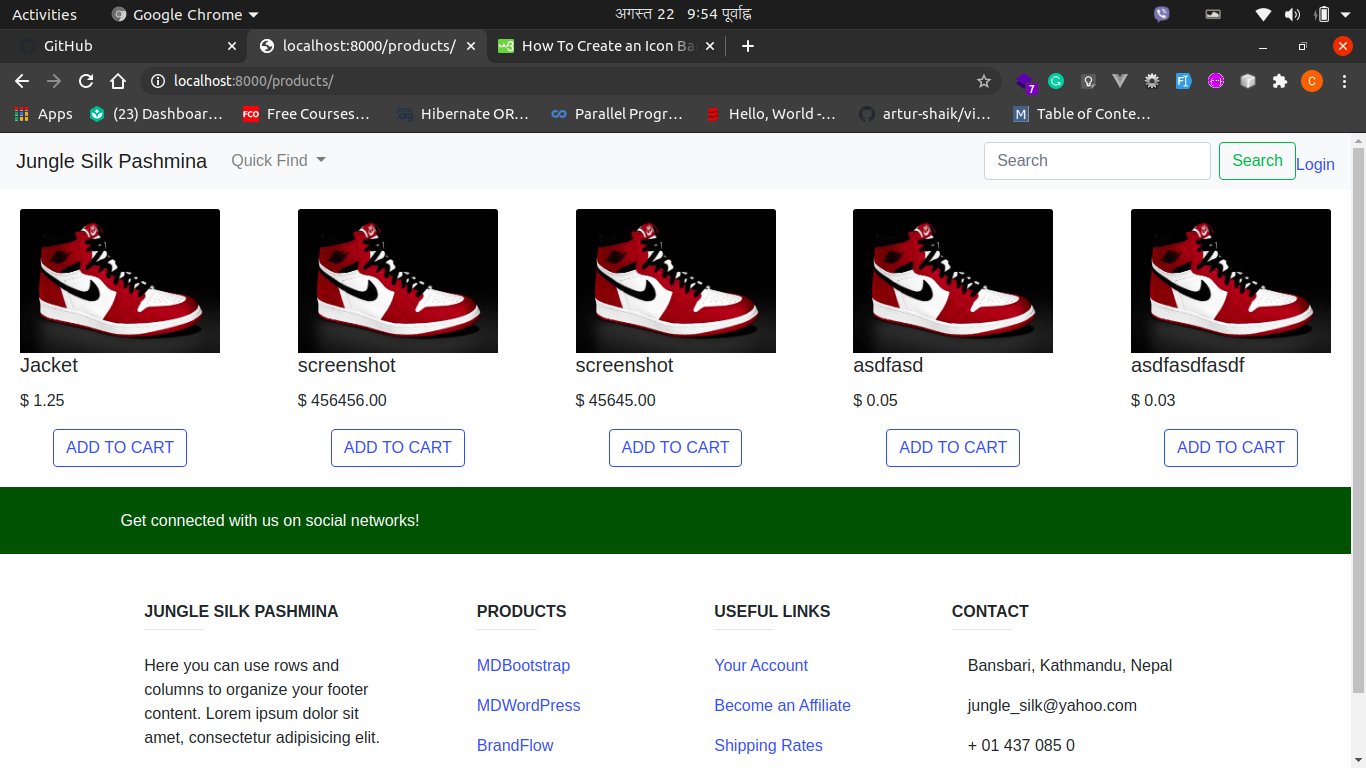 Activities Google Chrome अगस्त 22 9:54 पूर्वाह्न
GitHub localhost:8000/products/ How To Create an Icon Ba
localhost:8000/products/ 7 C
Apps (23) Dashboar… FCO Free Courses… Hibernate OR… Parallel Progr… Hello, World -… artur-shaik/vi… M Table of Conte…
Jungle Silk Pashmina Quick Find Search Search Login
Jacket screenshot screenshot asdfasd asdfasdfasdf
$ 1.25 $ 456456.00 $ 45645.00 $ 0.05 $ 0.03
ADD TO CART ADD TO CART ADD TO CART ADD TO CART ADD TO CART
Get connected with us on social networks!
JUNGLE SILK PASHMINA PRODUCTS USEFUL LINKS CONTACT
Here you can use rows and MDBootstrap Your Account Bansbari, Kathmandu, Nepal
columns to organize your footer
content. Lorem ipsum dolor sit MDWordPress Become an Affiliate jungle_silk@yahoo.com
amet, consectetur adipisicing elit. BrandFlow Shipping Rates + 01 437 085 0